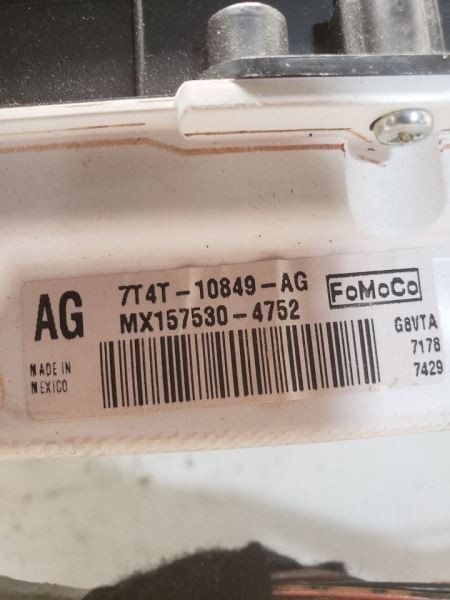 AG
7T4T-10849-AG
FoMoCo
MX157530-4752
G8VTA
7178
7429
MADE IN
MEXICO